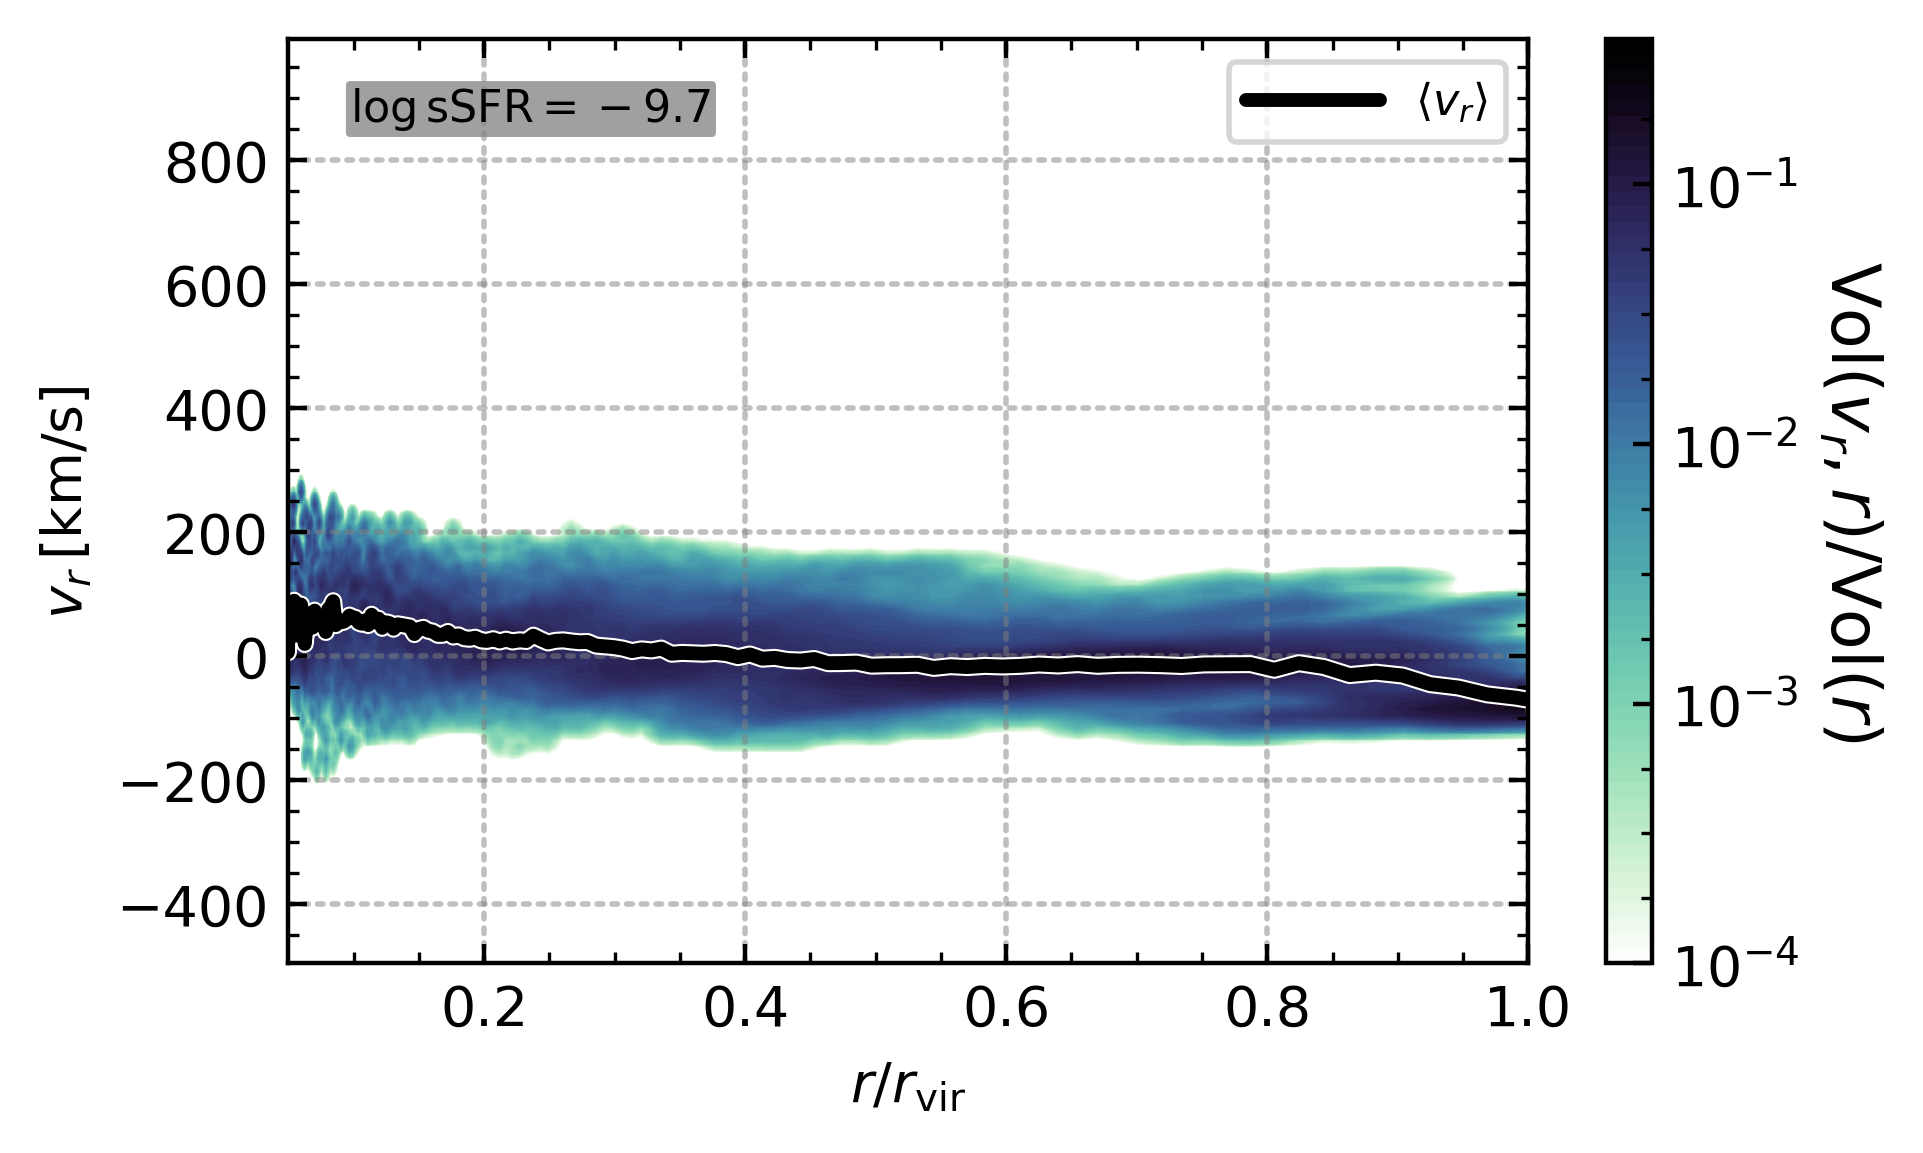 log sSFR = −9.7
⟨v_r⟩
800
600
400
200
0
−200
−400
v_r [km/s]
0.2 0.4 0.6 0.8 1.0
r/r_vir
10^−1
10^−2
10^−3
10^−4
Vol(v_r, r)/Vol(r)